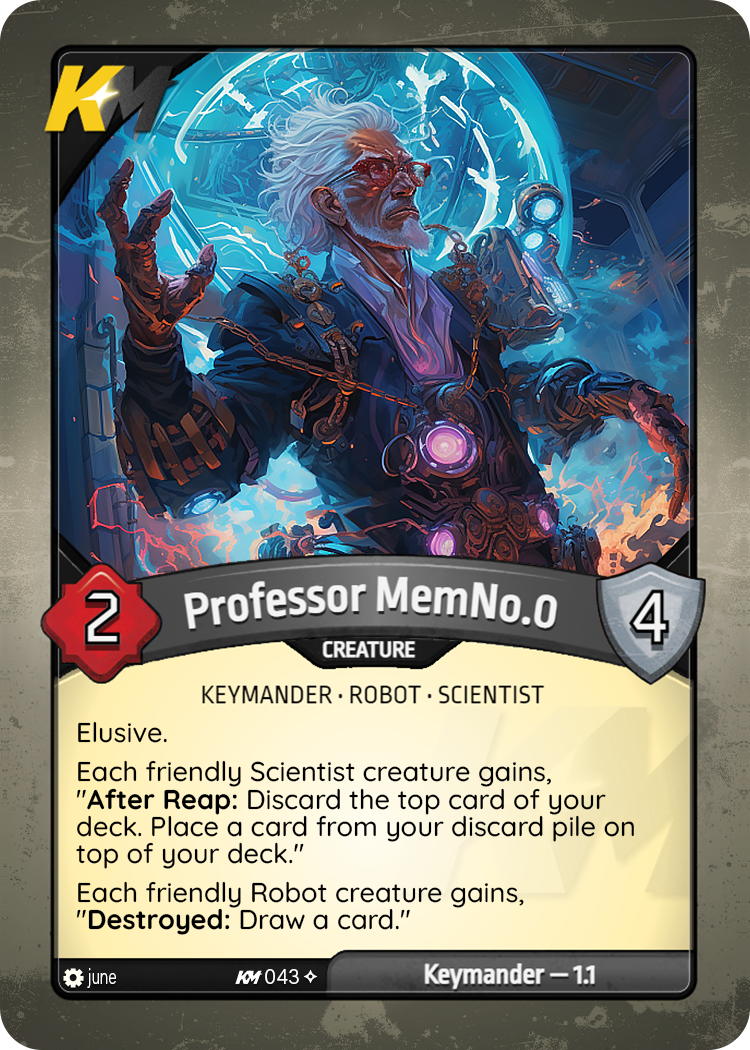 KM
Professor MemNo.0
2
4
CREATURE
KEYMANDER • ROBOT • SCIENTIST
Elusive.
Each friendly Scientist creature gains,
"After Reap: Discard the top card of your
deck. Place a card from your discard pile on
top of your deck."
Each friendly Robot creature gains,
"Destroyed: Draw a card."
june
KM 043
Keymander – 1.1